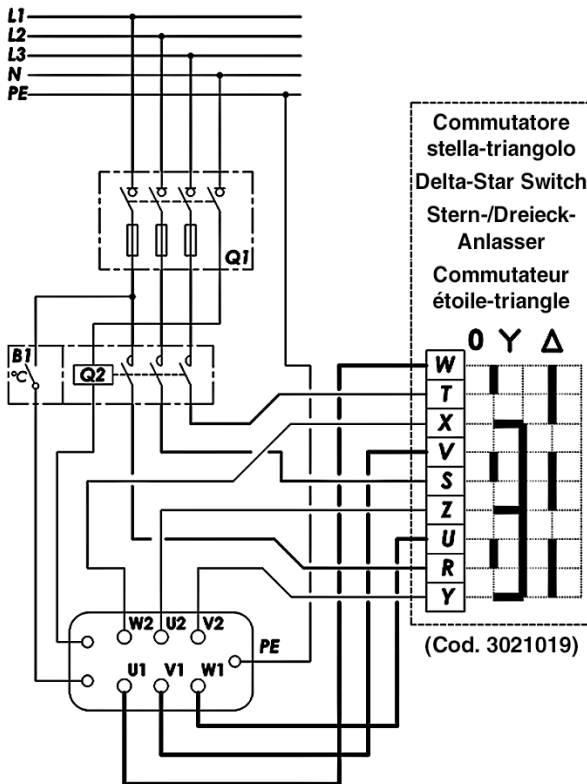 L1
L2
L3
N
PE
Commutatore
stella-triangolo
Delta-Star Switch
Stern-/Dreieck-
Anlasser
Commutateur
étoile-triangle
Q1
0 Y Δ
B1
°C
Q2
W
T
X
V
S
Z
U
R
Y
W2 U2 V2
PE
U1 V1 W1
(Cod. 3021019)